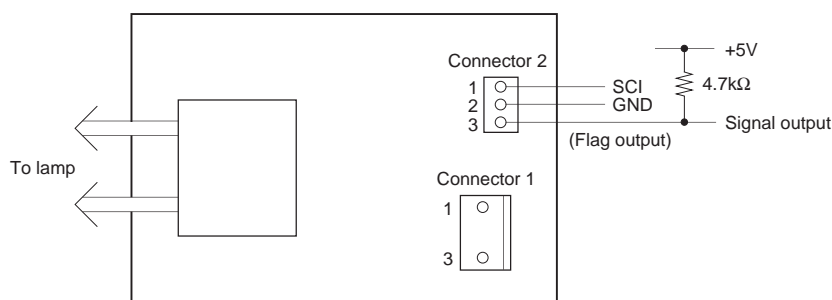 Connector 2
1
2
3
SCI
GND
(Flag output)
+5V
4.7kΩ
Signal output
To lamp
Connector 1
1
3